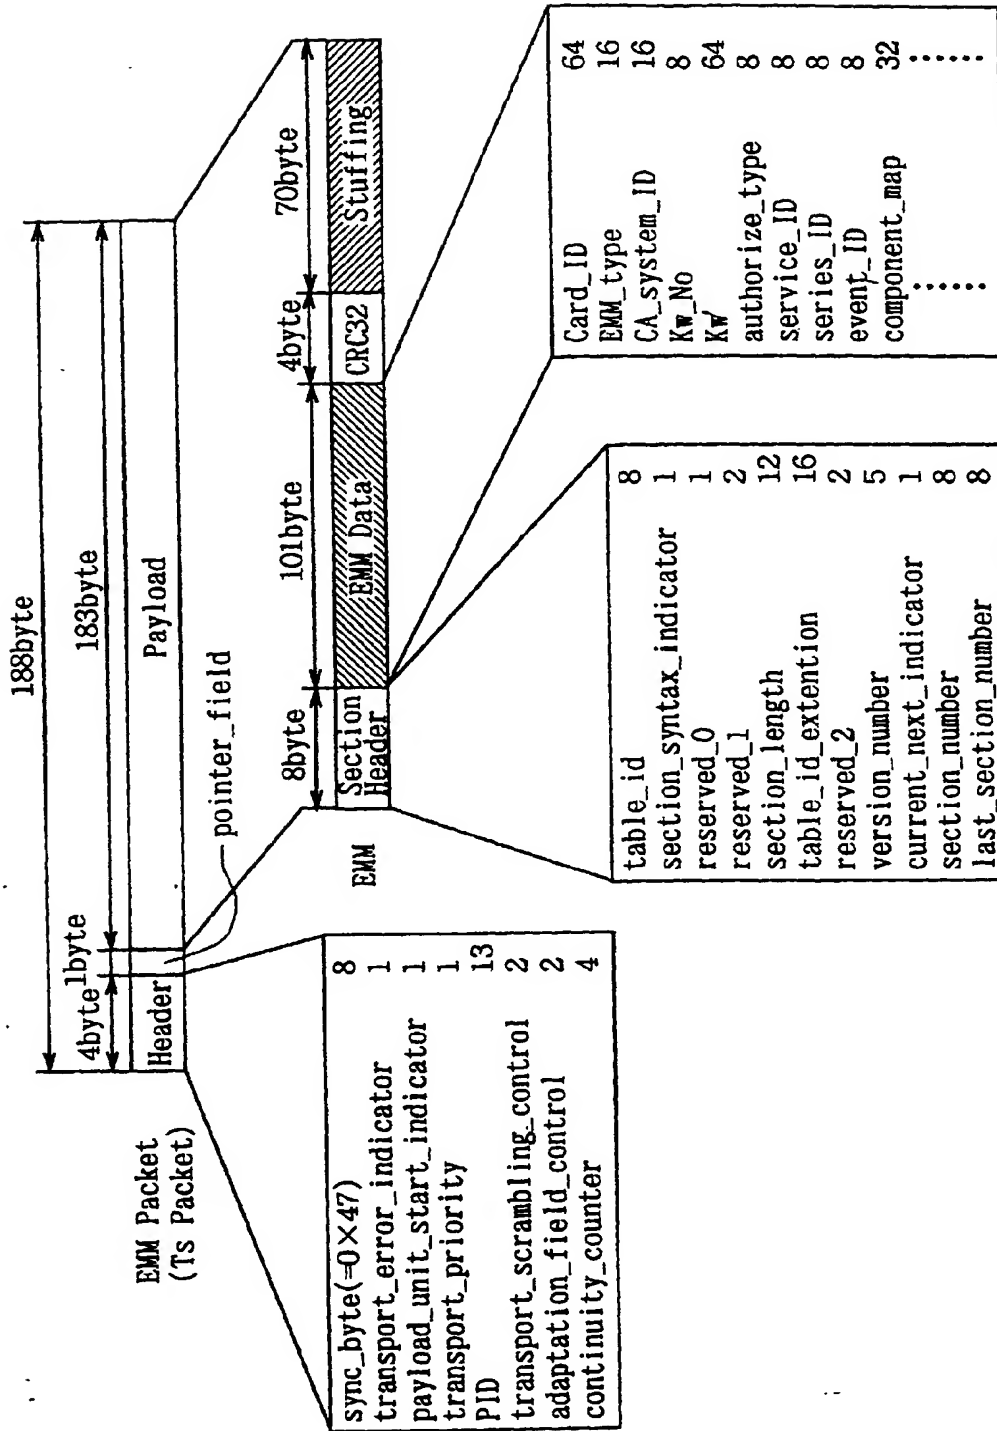 188byte
4byte
1byte
183byte
EMM Packet
(Ts Packet)
Header
Payload
pointer_field
8byte
101byte
4byte
70byte
EMM
Section
Header
EMM Data
CRC32
Stuffing
sync_byte(=0×47) 8
transport_error_indicator 1
payload_unit_start_indicator 1
transport_priority 1
PID 13
transport_scrambling_control 2
adaptation_field_control 2
continuity_counter 4
table_id 8
section_syntax_indicator 1
reserved_0 1
reserved_1 2
section_length 12
table_id_extention 16
reserved_2 2
version_number 5
current_next_indicator 1
section_number 8
last_section_number 8
Card_ID 64
EMM_type 16
CA_system_ID 16
Kw_No 8
Kw 64
authorize_type 8
service_ID 8
series_ID 8
event_ID 8
component_map 32